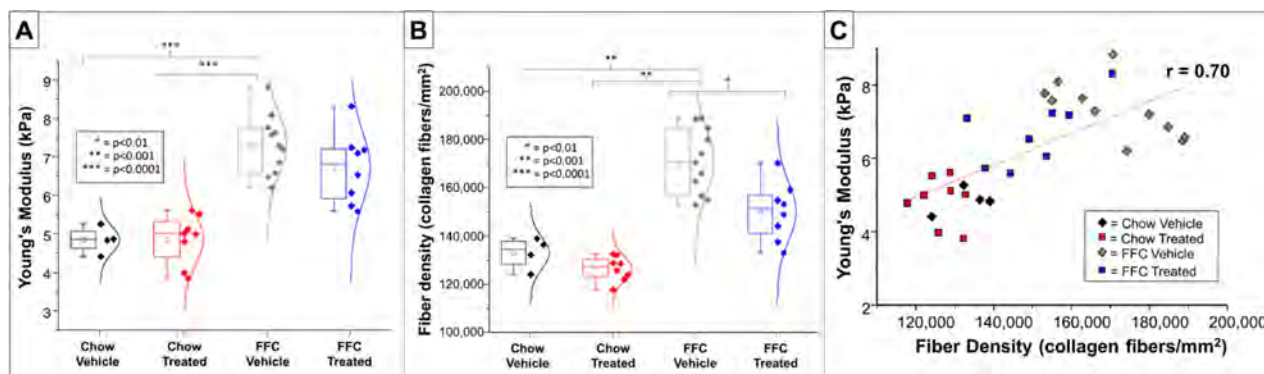 A
***
***
* = p<0.01
** = p<0.001
*** = p<0.0001
Young's Modulus (kPa)
9
8
7
6
5
4
3
Chow Vehicle
Chow Treated
FFC Vehicle
FFC Treated
B
**
**
*
* = p<0.01
** = p<0.001
*** = p<0.0001
Fiber density (collagen fibers/mm²)
200,000
180,000
160,000
140,000
120,000
100,000
Chow Vehicle
Chow Treated
FFC Vehicle
FFC Treated
C
r = 0.70
Young's Modulus (kPa)
8
6
4
2
= Chow Vehicle
= Chow Treated
= FFC Vehicle
= FFC Treated
120,000
140,000
160,000
180,000
200,000
Fiber Density (collagen fibers/mm²)